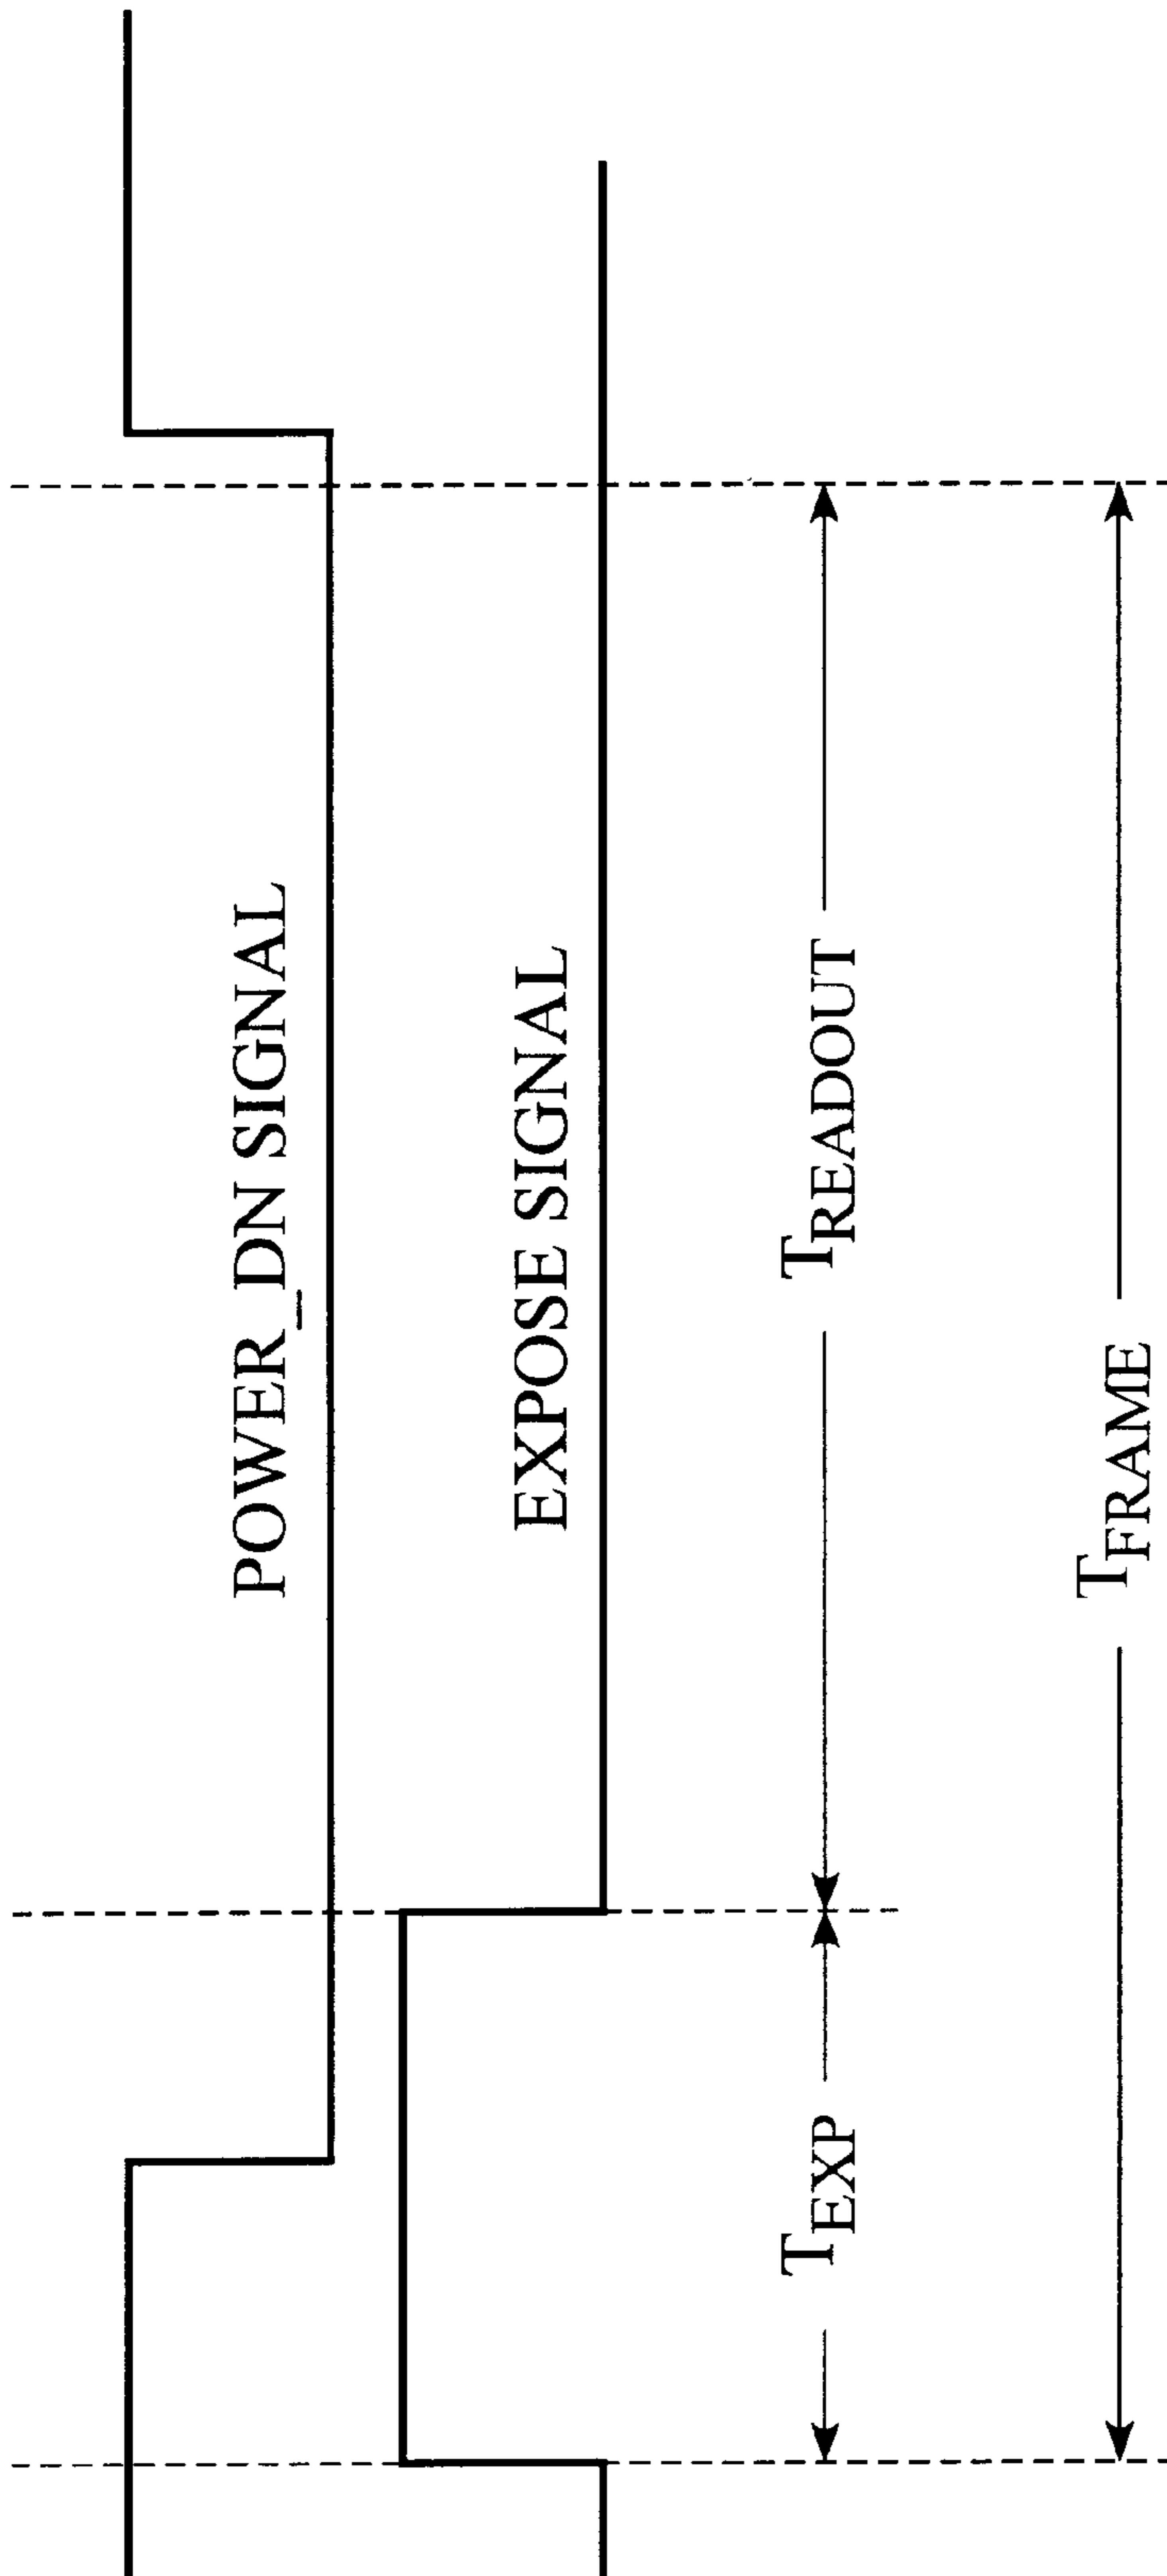 POWER_DN SIGNAL
EXPOSE SIGNAL
TEXP
TREADOUT
TFRAME